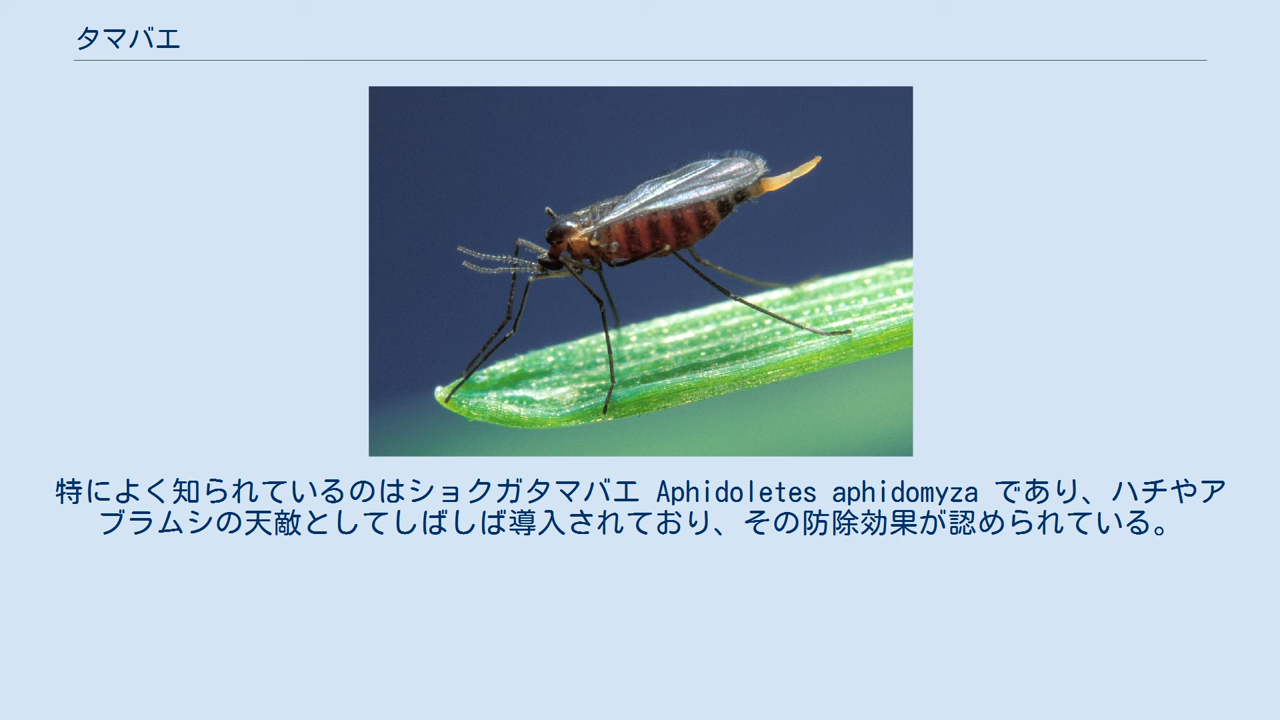 タマバエ
特によく知られているのはショクガタマバエ Aphidoletes aphidomyza であり、ハチやア
ブラムシの天敵としてしばしば導入されており、その防除効果が認められている。